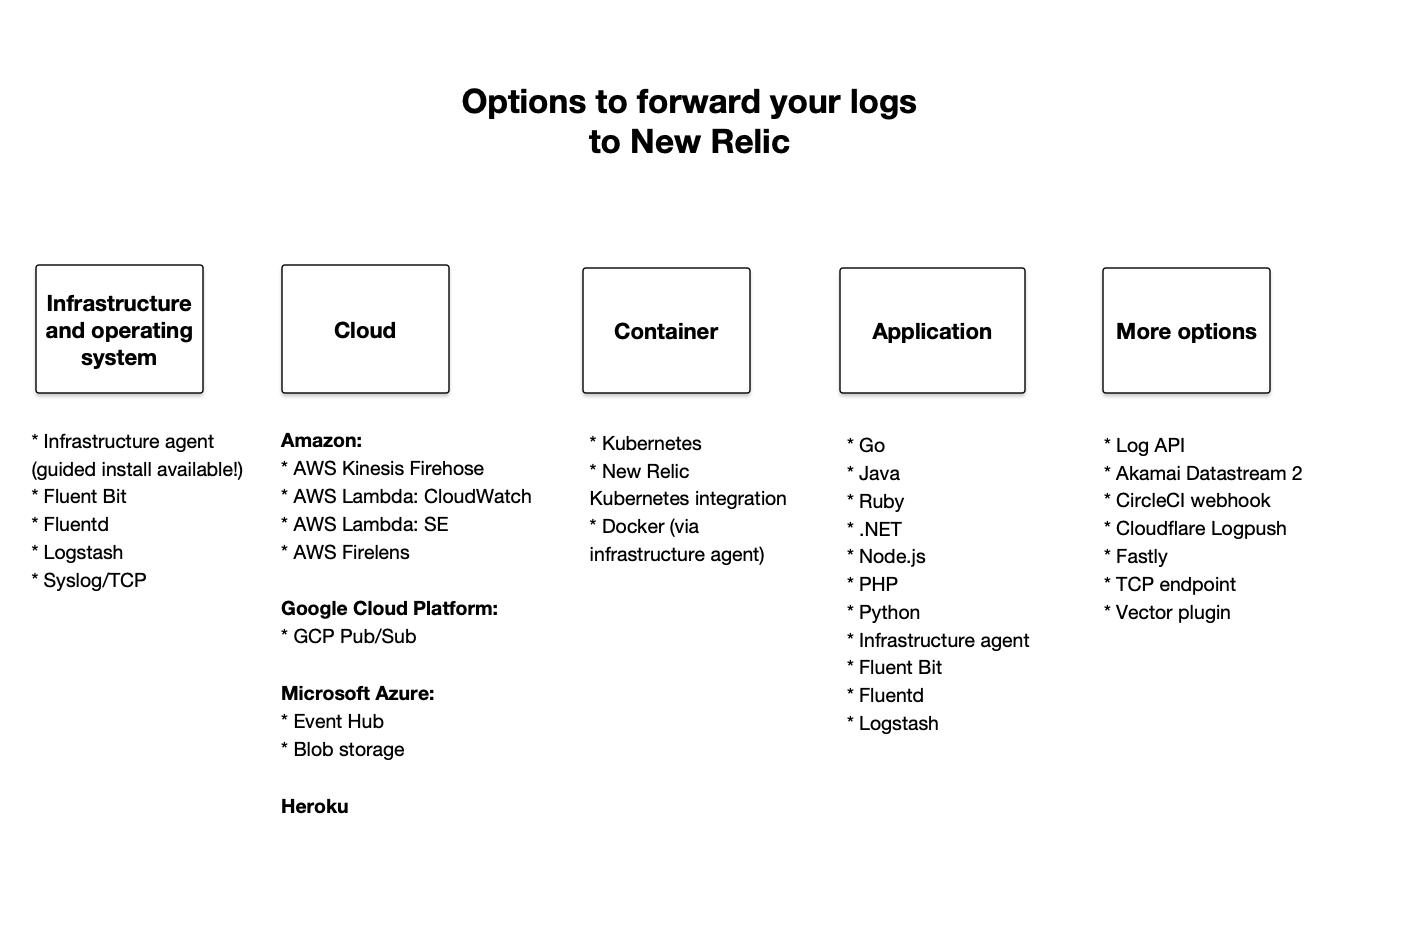 Options to forward your logs
to New Relic
Infrastructure
and operating
system
* Infrastructure agent
(guided install available!)
* Fluent Bit
* Fluentd
* Logstash
* Syslog/TCP
Cloud
Amazon:
* AWS Kinesis Firehose
* AWS Lambda: CloudWatch
* AWS Lambda: SE
* AWS Firelens
Google Cloud Platform:
* GCP Pub/Sub
Microsoft Azure:
* Event Hub
* Blob storage
Heroku
Container
* Kubernetes
* New Relic
Kubernetes integration
* Docker (via
infrastructure agent)
Application
* Go
* Java
* Ruby
* .NET
* Node.js
* PHP
* Python
* Infrastructure agent
* Fluent Bit
* Fluentd
* Logstash
More options
* Log API
* Akamai Datastream 2
* CircleCI webhook
* Cloudflare Logpush
* Fastly
* TCP endpoint
* Vector plugin